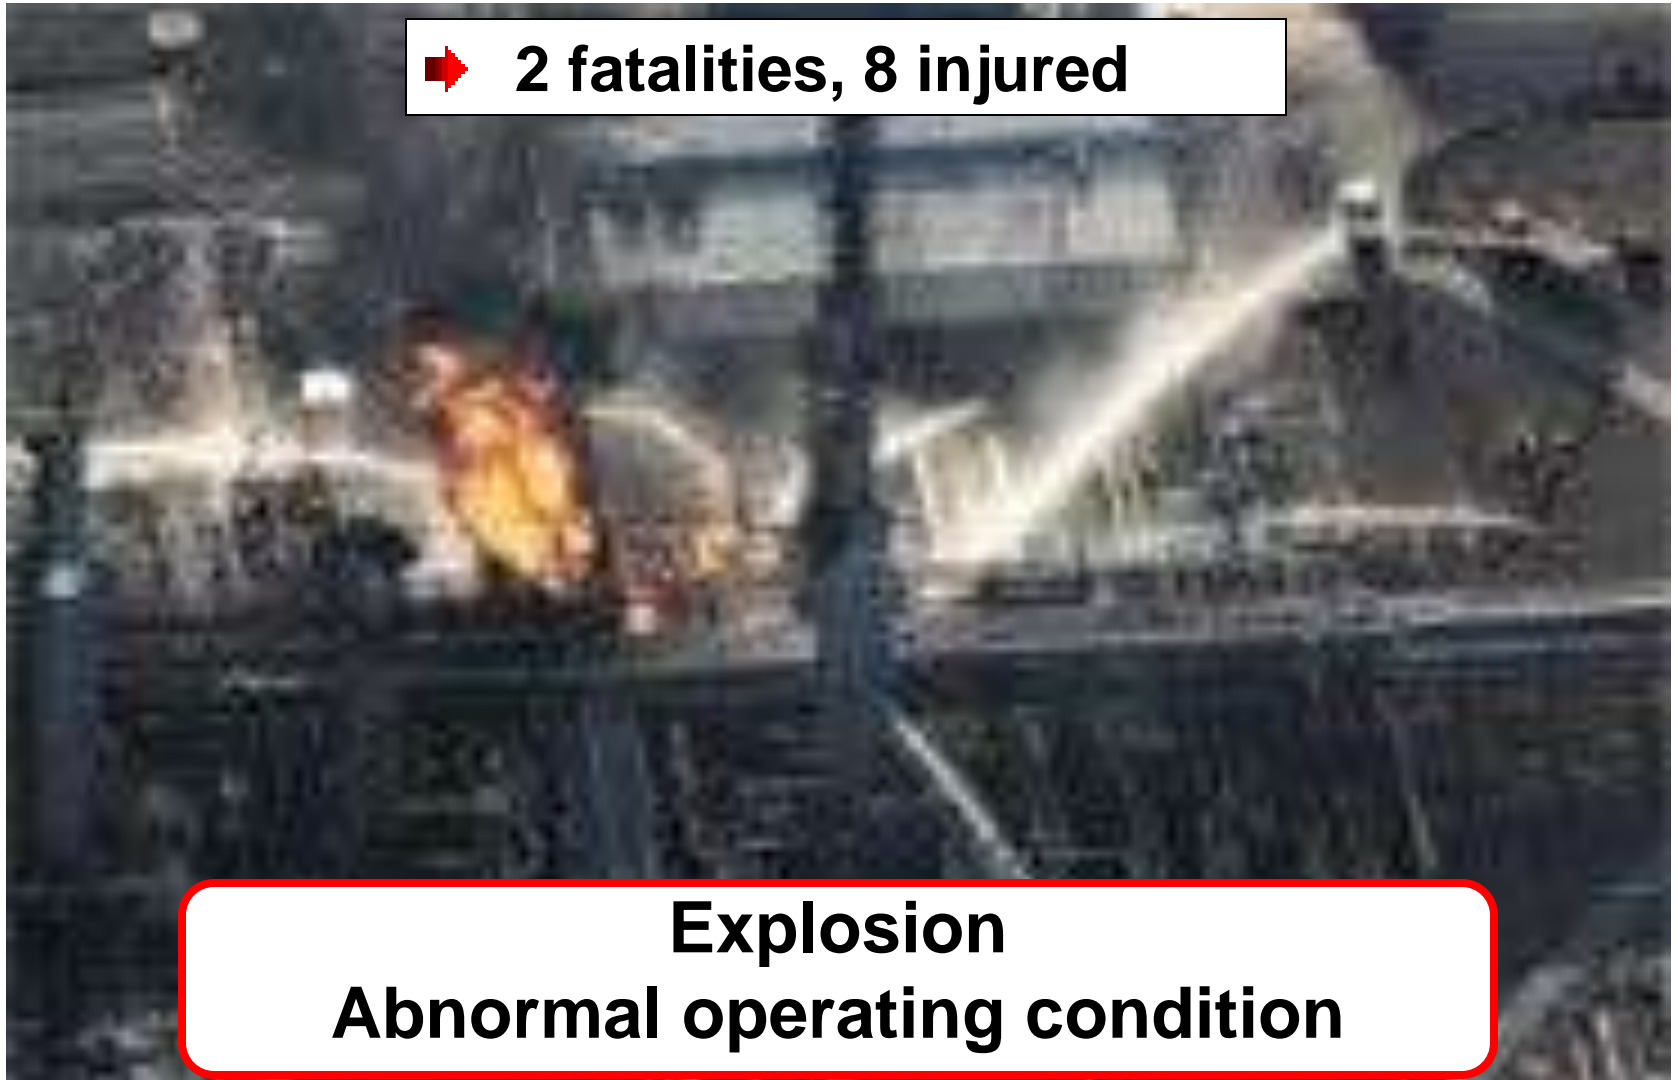 2 fatalities, 8 injured
Explosion
Abnormal operating condition